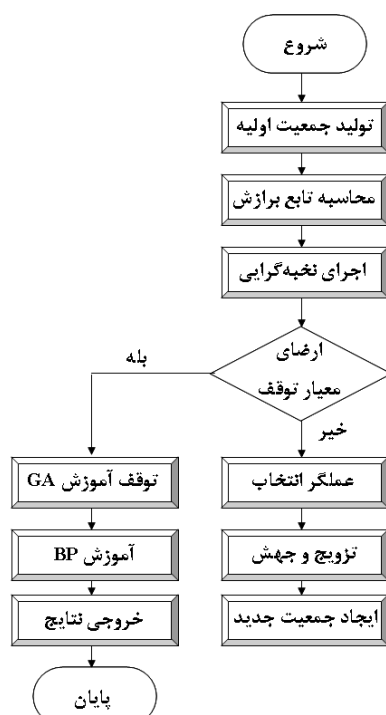 شروع
تولید جمعیت اولیه
محاسبه تابع برازش
اجرای نخبه‌گرایی
ارضای
معیار توقف
بله
خیر
عملگر انتخاب
توقف آموزش GA
تزویج و جهش
آموزش BP
ایجاد جمعیت جدید
خروجی نتایج
پایان